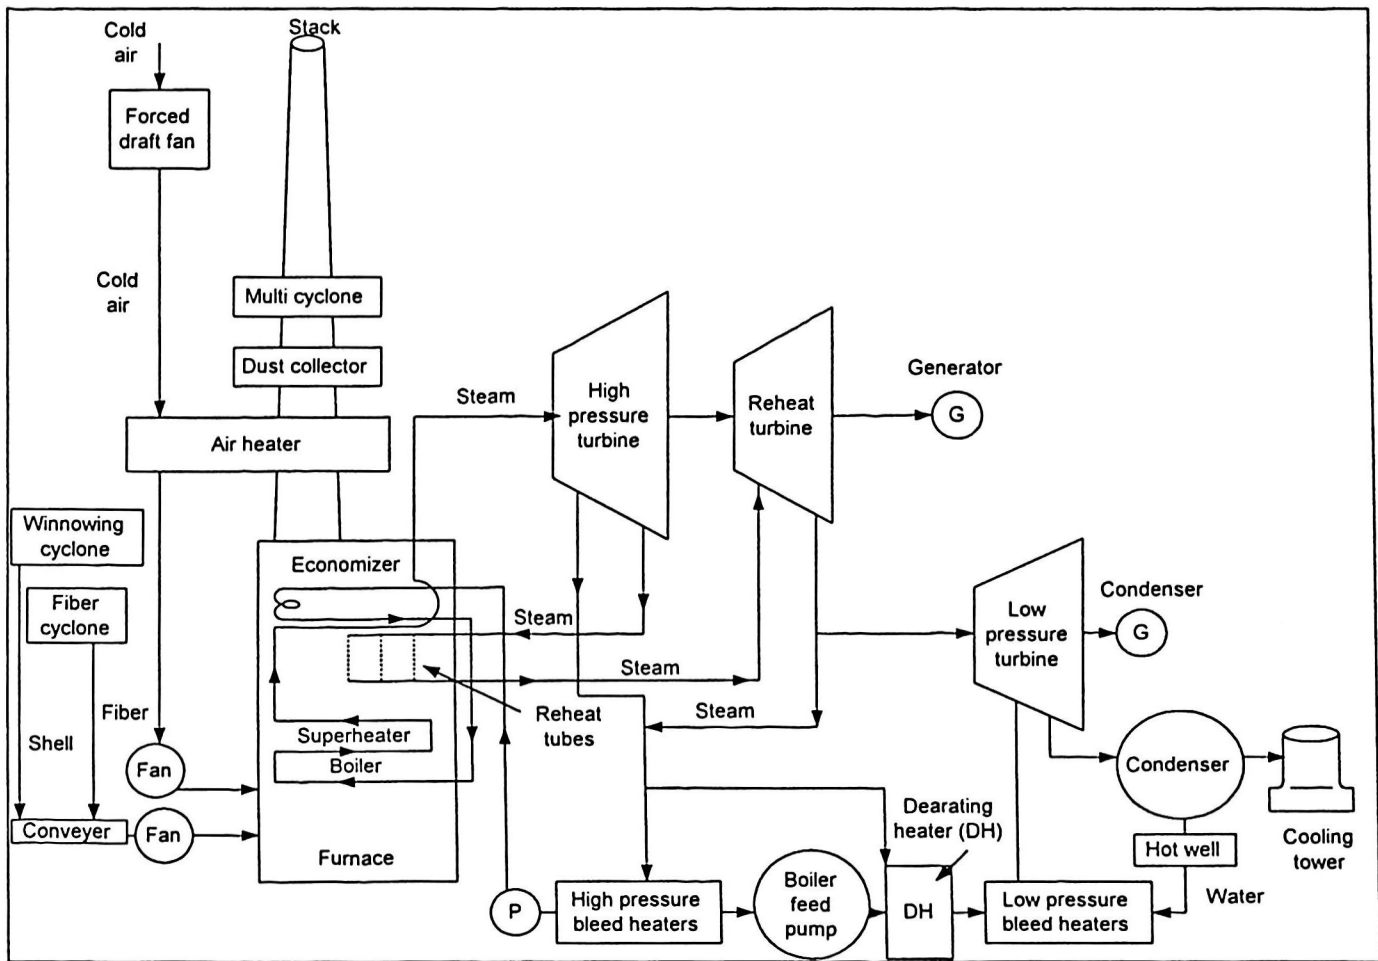 Cold
air
Stack
Forced
draft fan
Cold
air
Multi cyclone
Dust collector
Air heater
Steam
High
pressure
turbine
Reheat
turbine
Generator
G
Winnowing
cyclone
Fiber
cyclone
Economizer
Steam
Steam
Reheat
tubes
Steam
Low
pressure
turbine
Condenser
G
Fiber
Shell
Superheater
Boiler
Fan
Conveyer
Fan
Furnace
Condenser
Cooling
tower
Hot well
Water
Dearating
heater (DH)
P
High pressure
bleed heaters
Boiler
feed
pump
DH
Low pressure
bleed heaters